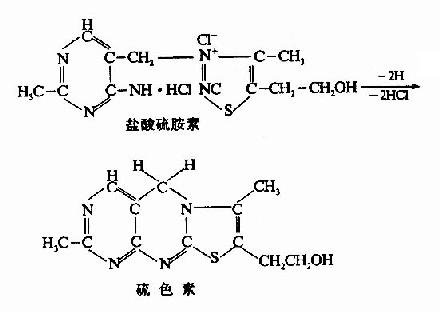 H
C
N
C
CH₂
Cl⁻
N⁺
C—CH₃
H₃C—C
C—NH·HCl
NC
C—CH₂—CH₂OH
−2H
−2HCl
N
S
盐酸硫胺素
H
H
H
C
C
CH₃
N
C
N
C
H₃C—C
C
C
C
CH₂CH₂OH
N
N
S
硫色素